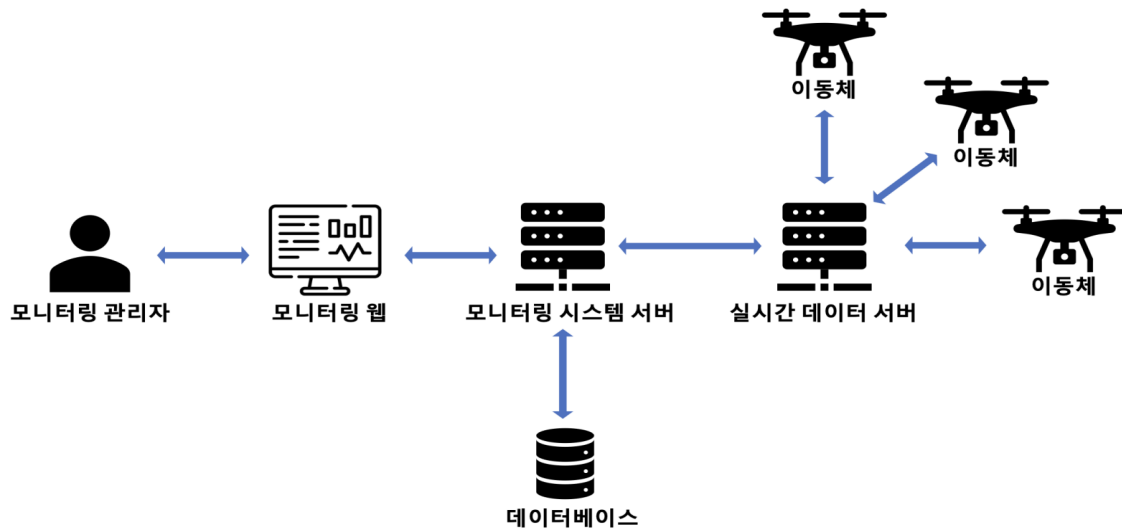 이동체
이동체
이동체
모니터링 관리자
모니터링 웹
모니터링 시스템 서버
실시간 데이터 서버
데이터베이스